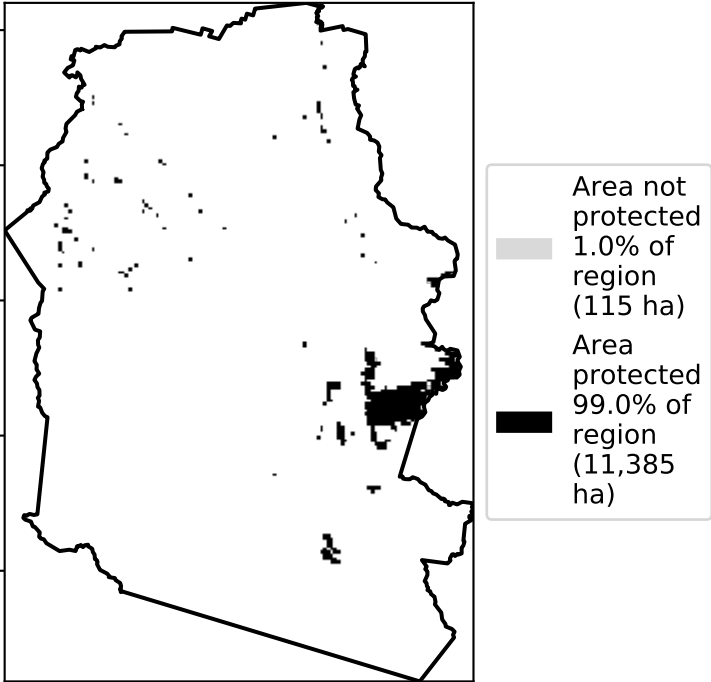 Area not
protected
1.0% of
region
(115 ha)
Area
protected
99.0% of
region
(11,385
ha)